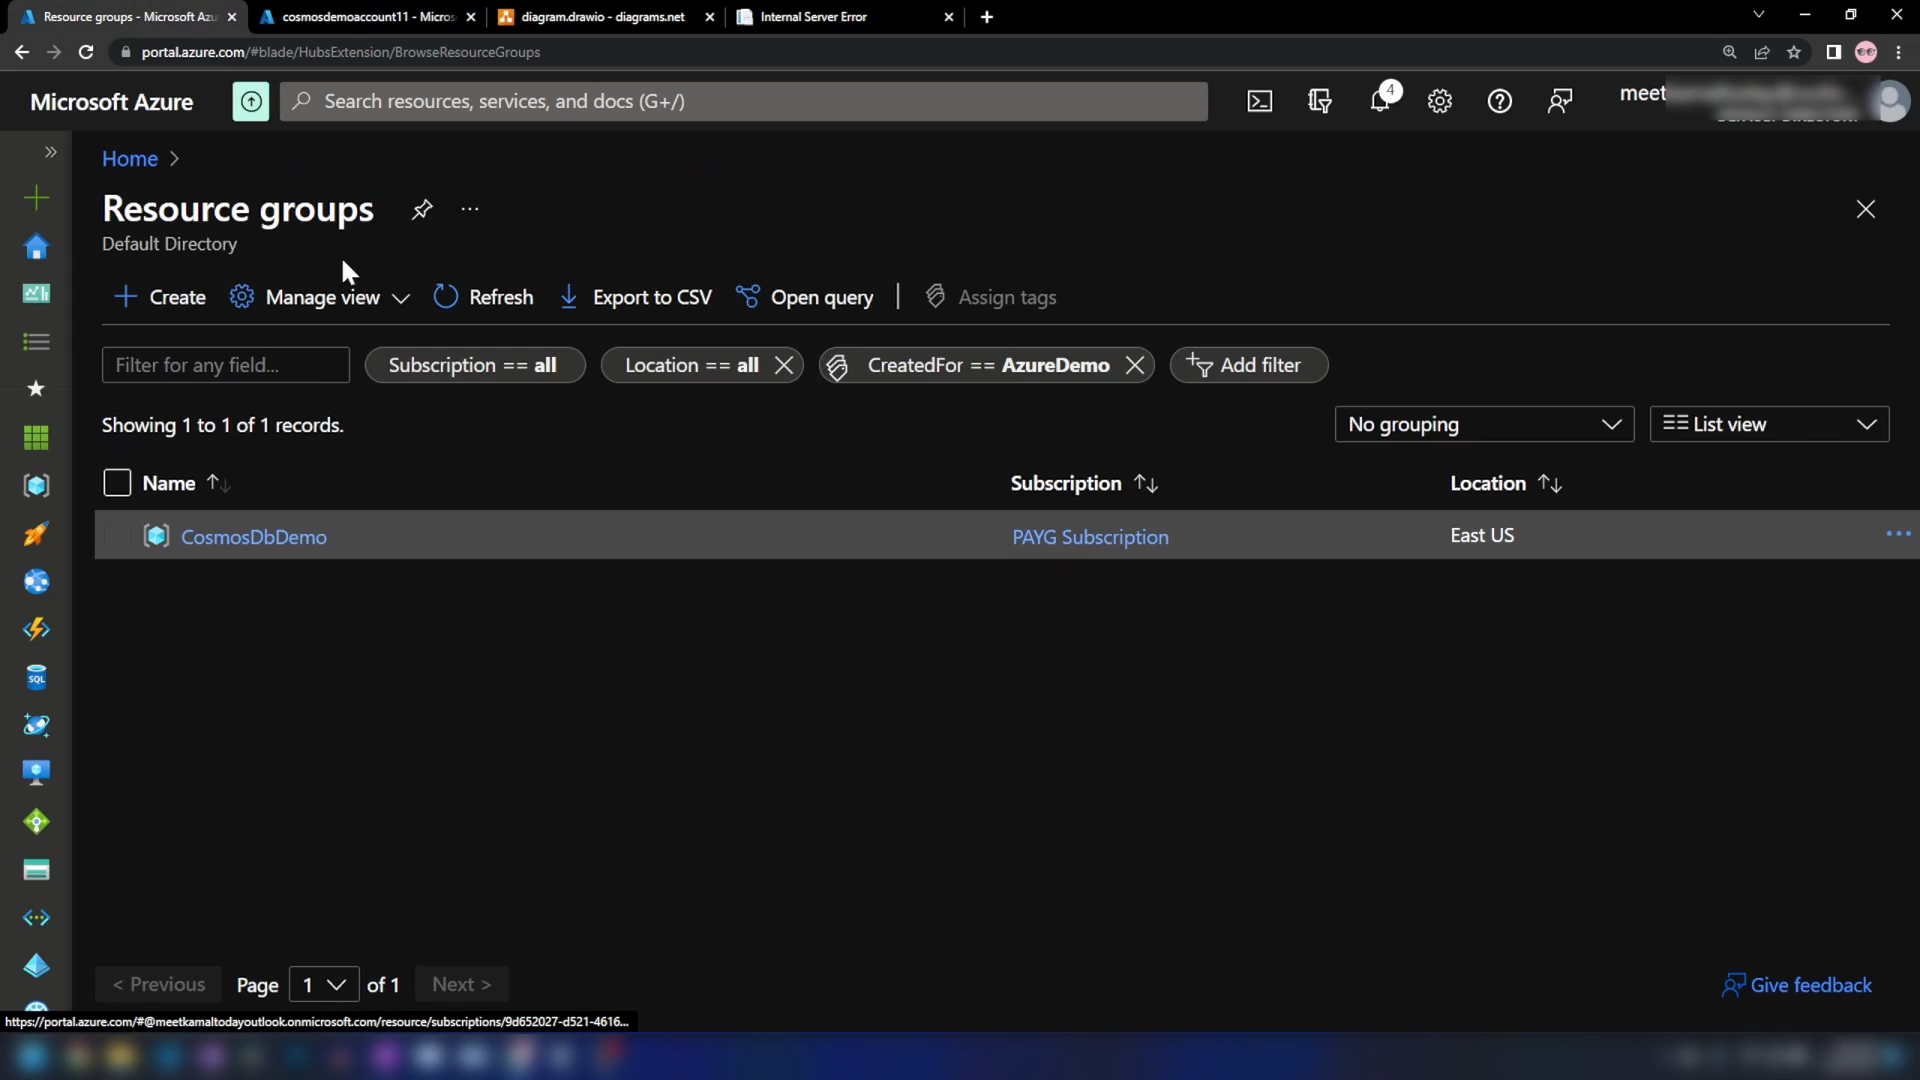 Resource groups - Microsoft Azu
cosmosdemoaccount11 - Micros
diagram.drawio - diagrams.net
Internal Server Error
portal.azure.com/#blade/HubsExtension/BrowseResourceGroups
Microsoft Azure
Search resources, services, and docs (G+/)
4
meet
Home
Resource groups
Default Directory
Create
Manage view
Refresh
Export to CSV
Open query
Assign tags
Filter for any field...
Subscription == all
Location == all
CreatedFor == AzureDemo
Add filter
Showing 1 to 1 of 1 records.
No grouping
List view
Name
Subscription
Location
CosmosDbDemo
PAYG Subscription
East US
SQL
< Previous
Page 1 of 1
Next >
Give feedback
https://portal.azure.com/#@meetkamaltodayoutlook.onmicrosoft.com/resource/subscriptions/9d652027-d521-4616...